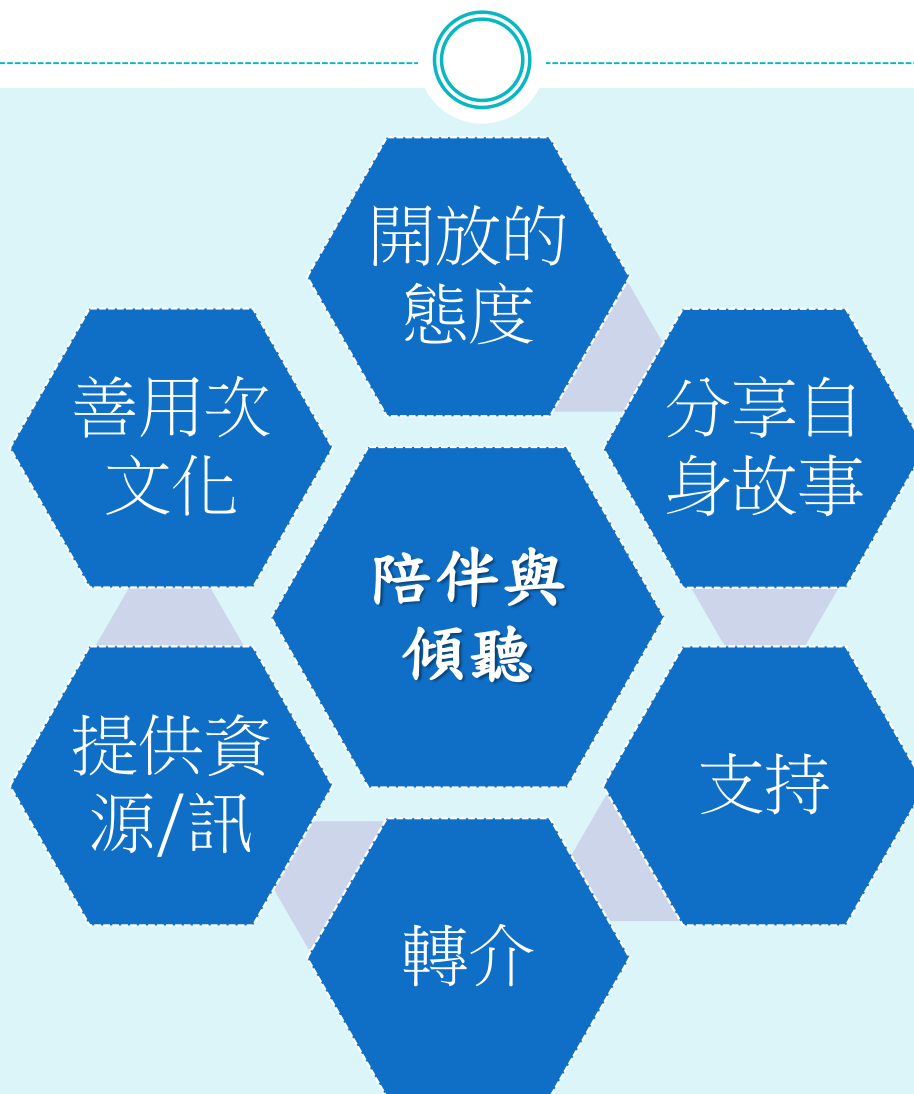 開放的
態度
分享自
身故事
支持
轉介
提供資
源/訊
善用次
文化
陪伴與
傾聽